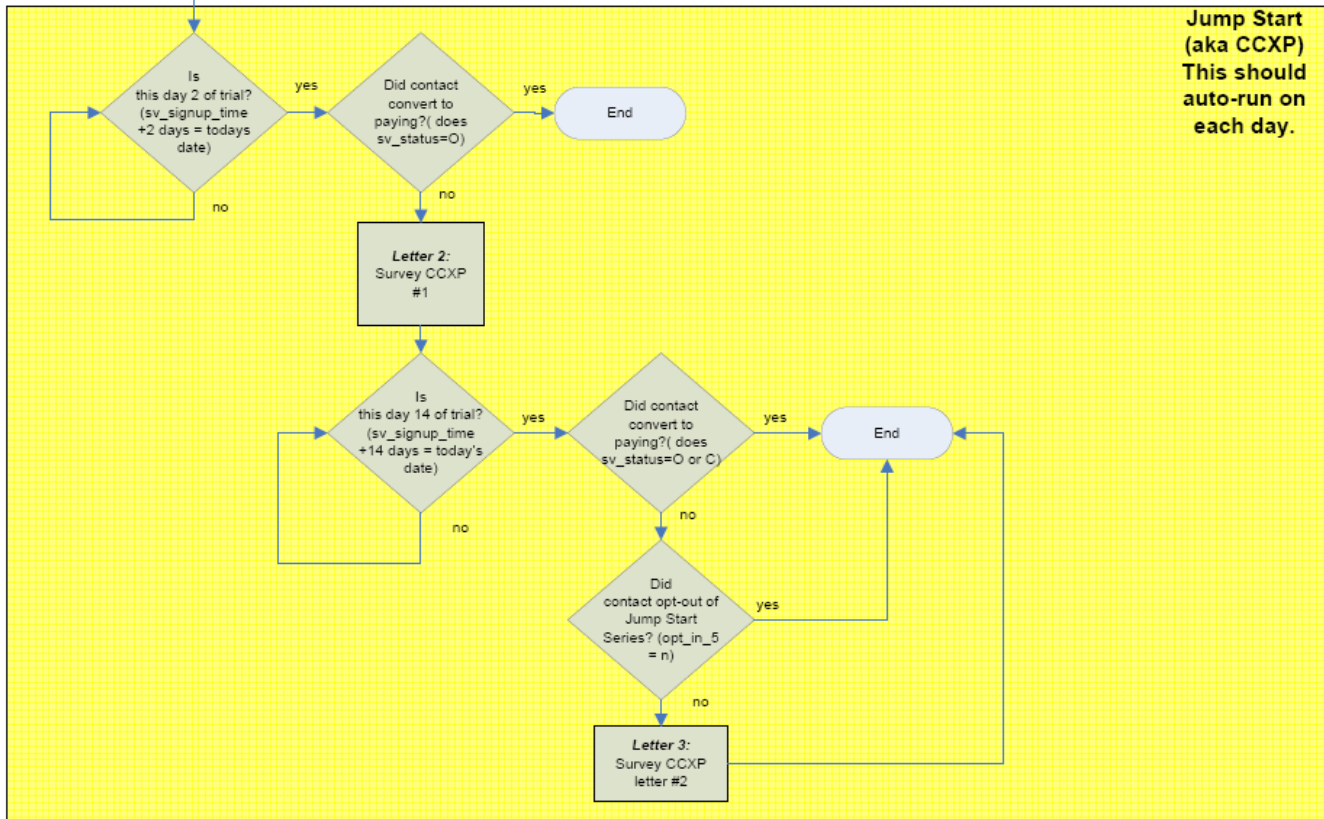 Jump Start
(aka CCXP)
This should
auto-run on
each day.
Is
this day 2 of trial?
(sv_signup_time
+2 days = todays
date)
yes
no
Did contact
convert to
paying?( does
sv_status=O)
yes
End
no
Letter 2:
Survey CCXP
#1
Is
this day 14 of trial?
(sv_signup_time
+14 days = today's
date)
yes
no
Did contact
convert to
paying?( does
sv_status=O or C)
yes
End
no
Did
contact opt-out of
Jump Start
Series? (opt_in_5
= n)
yes
no
Letter 3:
Survey CCXP
letter #2